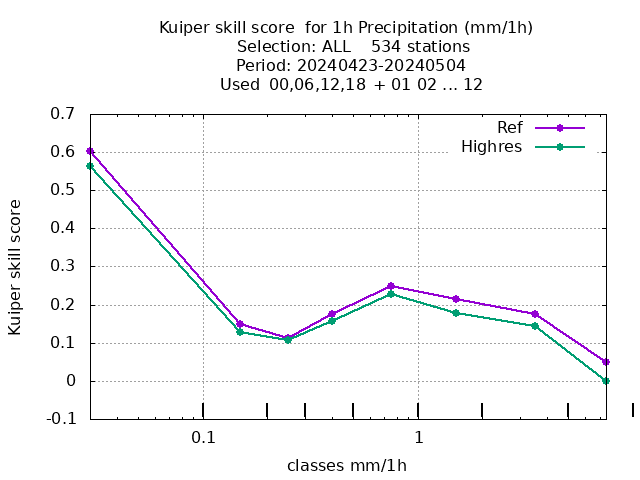 Kuiper skill score  for 1h Precipitation (mm/1h)
Selection: ALL    534 stations
Period: 20240423-20240504
Used  00,06,12,18  + 01 02 ... 12
Ref
Highres
Kuiper skill score
0.7
0.6
0.5
0.4
0.3
0.2
0.1
0
-0.1
0.1
1
classes mm/1h